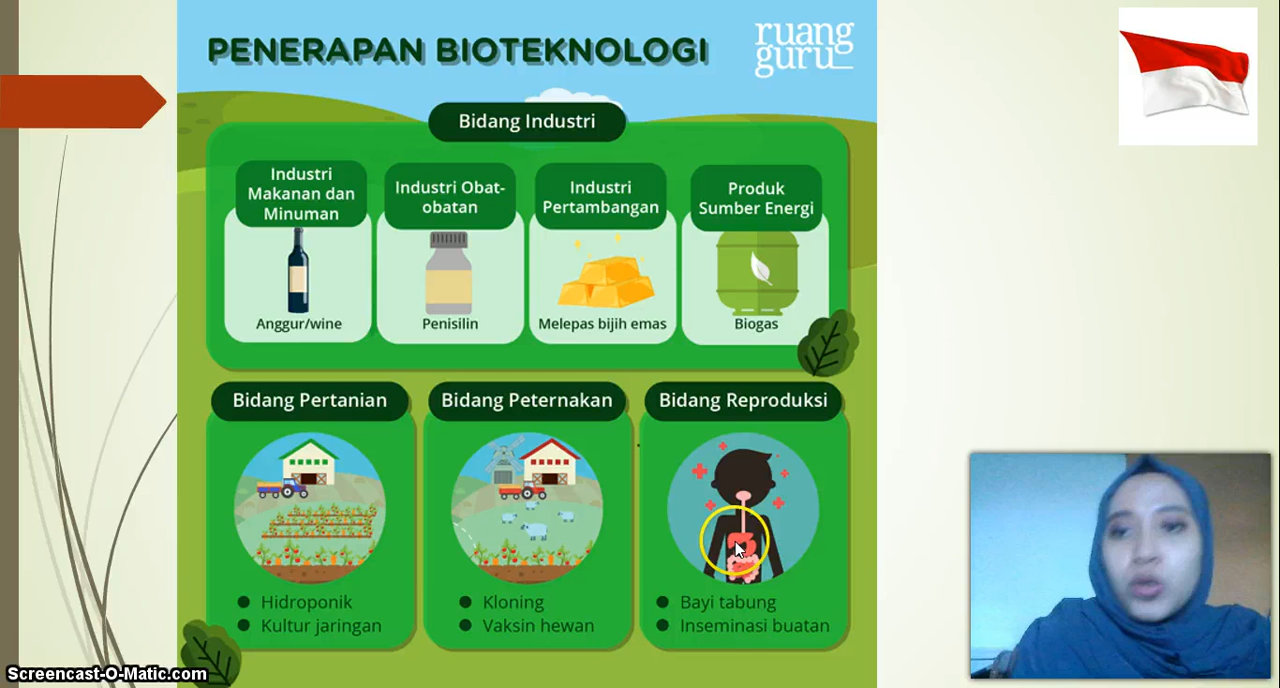 PENERAPAN BIOTEKNOLOGI
ruang
guru
Bidang Industri
Industri
Makanan dan
Minuman
Industri Obat-
obatan
Industri
Pertambangan
Produk
Sumber Energi
Anggur/wine
Penisilin
Melepas bijih emas
Biogas
Bidang Pertanian
Bidang Peternakan
Bidang Reproduksi
Hidroponik
Kultur jaringan
Kloning
Vaksin hewan
Bayi tabung
Inseminasi buatan
Screencast-O-Matic.com